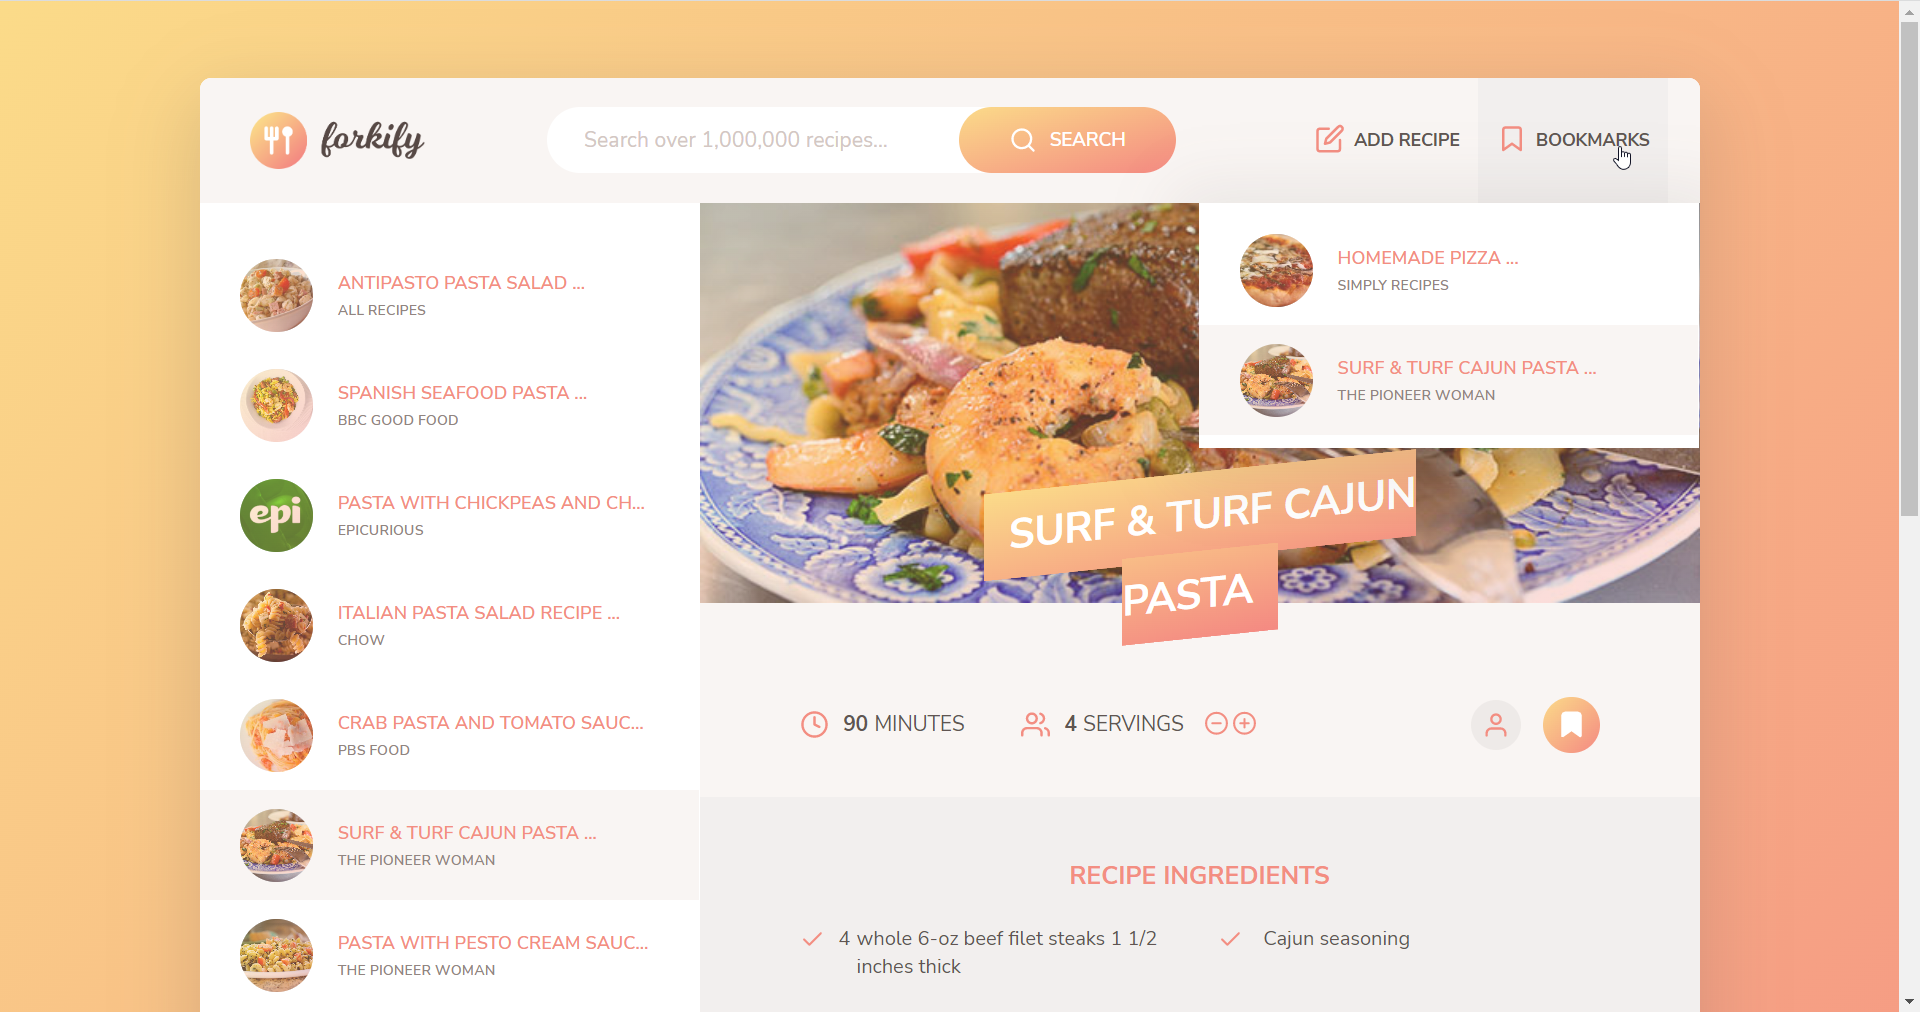 forkify
Search over 1,000,000 recipes...
SEARCH
ADD RECIPE
BOOKMARKS
ANTIPASTO PASTA SALAD ...
ALL RECIPES
SPANISH SEAFOOD PASTA ...
BBC GOOD FOOD
epi
PASTA WITH CHICKPEAS AND CH...
EPICURIOUS
ITALIAN PASTA SALAD RECIPE ...
CHOW
CRAB PASTA AND TOMATO SAUC...
PBS FOOD
SURF & TURF CAJUN PASTA ...
THE PIONEER WOMAN
PASTA WITH PESTO CREAM SAUC...
THE PIONEER WOMAN
HOMEMADE PIZZA ...
SIMPLY RECIPES
SURF & TURF CAJUN PASTA ...
THE PIONEER WOMAN
SURF & TURF CAJUN
PASTA
90 MINUTES
4 SERVINGS
RECIPE INGREDIENTS
4 whole 6-oz beef filet steaks 1 1/2
inches thick
Cajun seasoning